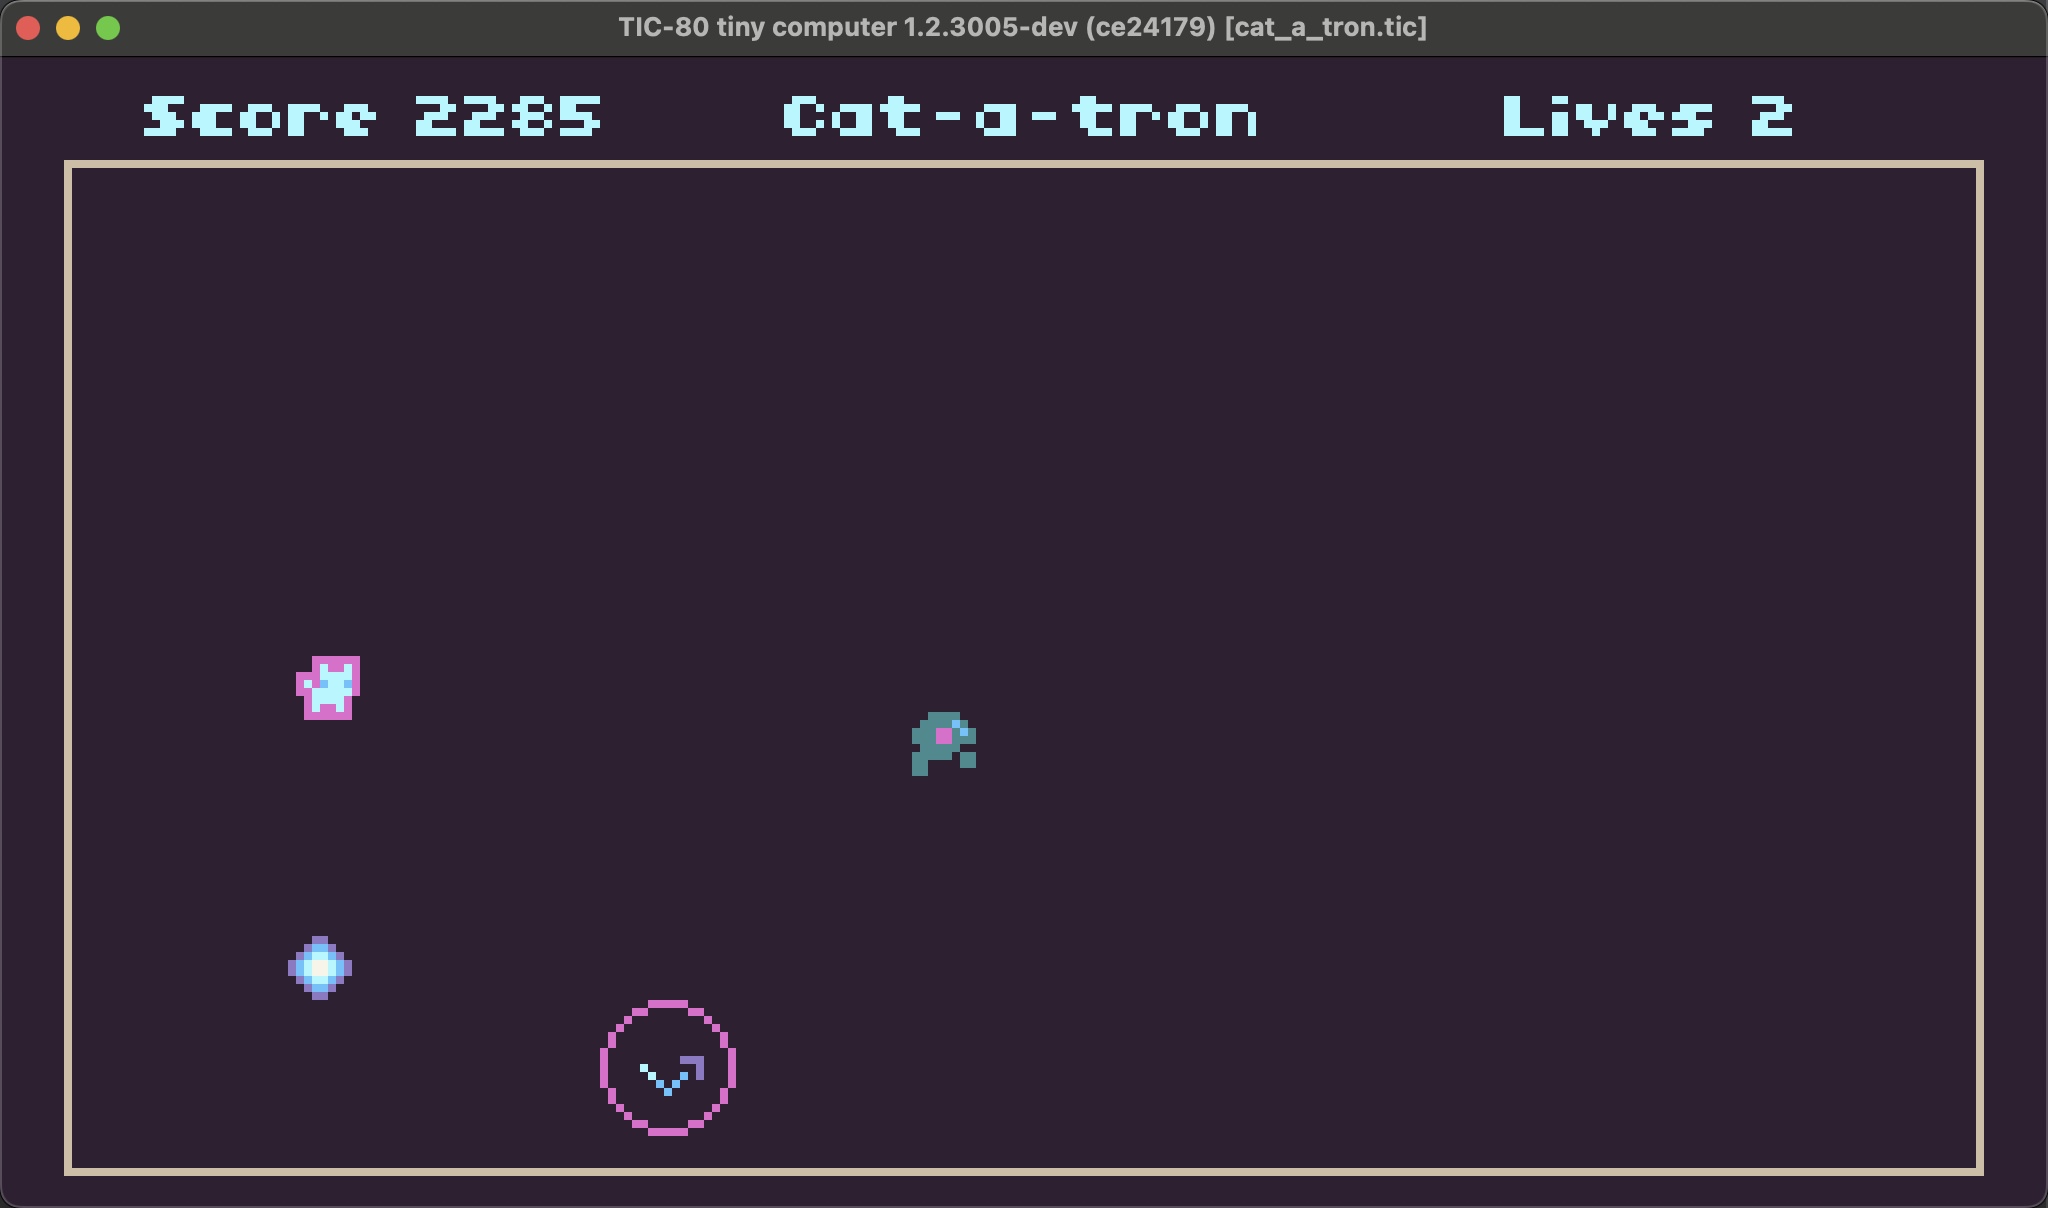 TIC-80 tiny computer 1.2.3005-dev (ce24179) [cat_a_tron.tic]
Score 2285 Cat-a-tron Lives 2